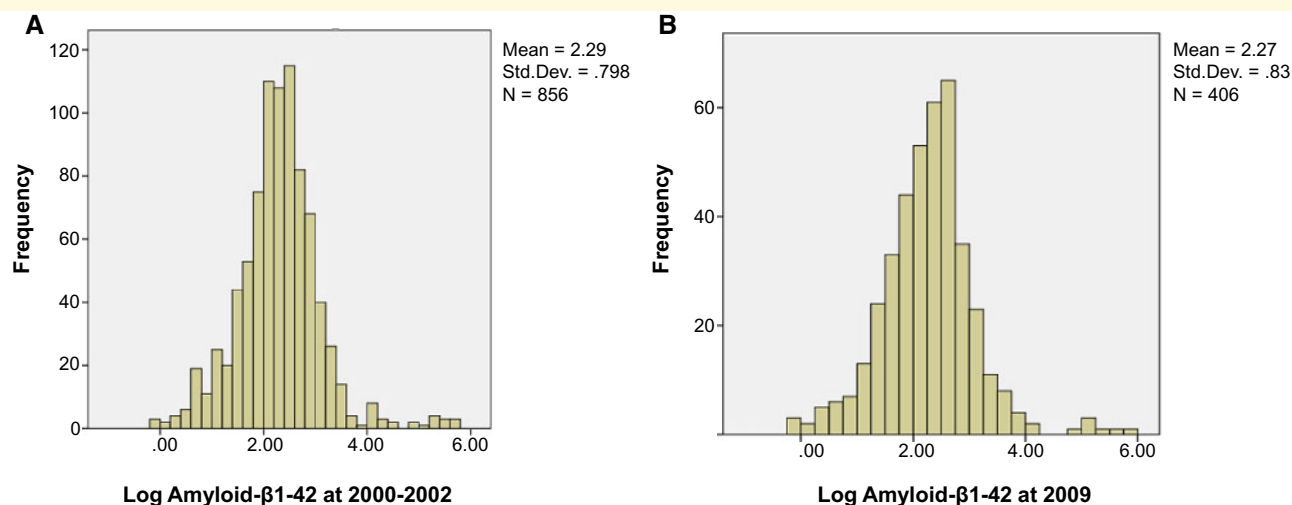 A
Mean = 2.29
Std.Dev. = .798
N = 856
120
100
80
60
40
20
0
Frequency
.00 2.00 4.00 6.00
Log Amyloid-β1-42 at 2000-2002
B
Mean = 2.27
Std.Dev. = .83
N = 406
60
40
20
Frequency
.00 2.00 4.00 6.00
Log Amyloid-β1-42 at 2009